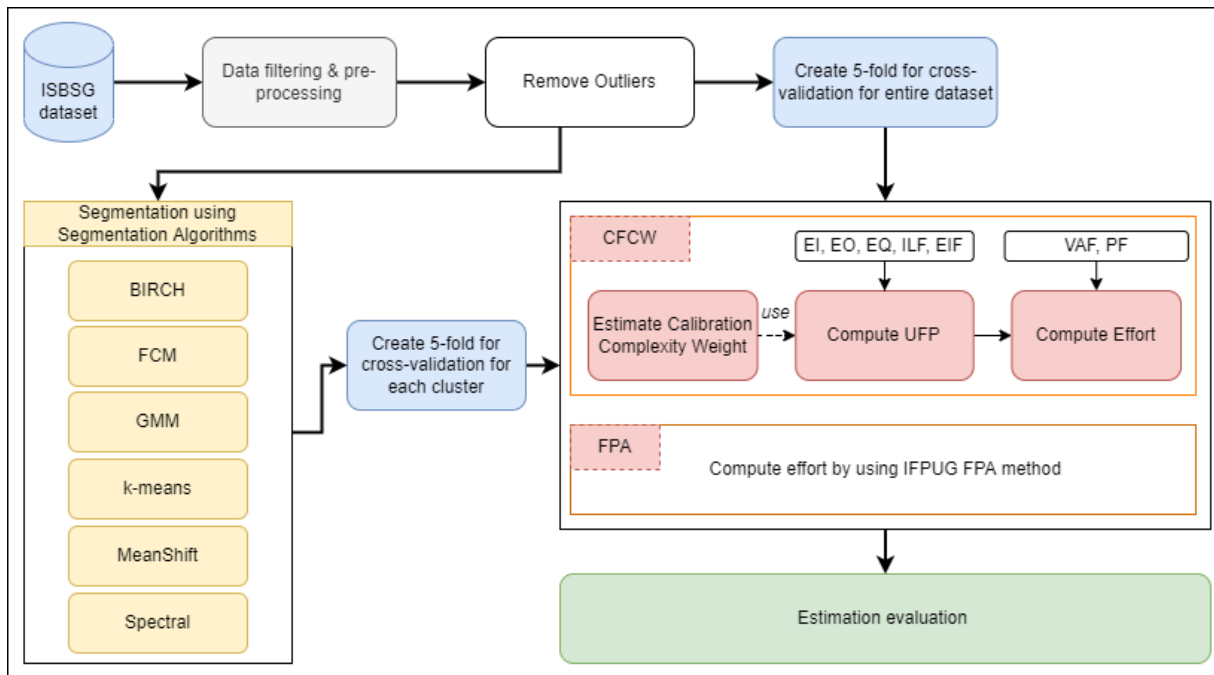 ISBSG
dataset
Data filtering & pre-
processing
Remove Outliers
Create 5-fold for cross-
validation for entire dataset
Segmentation using
Segmentation Algorithms
BIRCH
FCM
GMM
k-means
MeanShift
Spectral
Create 5-fold for
cross-validation for
each cluster
CFCW
EI, EO, EQ, ILF, EIF
VAF, PF
Estimate Calibration
Complexity Weight
use
Compute UFP
Compute Effort
FPA
Compute effort by using IFPUG FPA method
Estimation evaluation